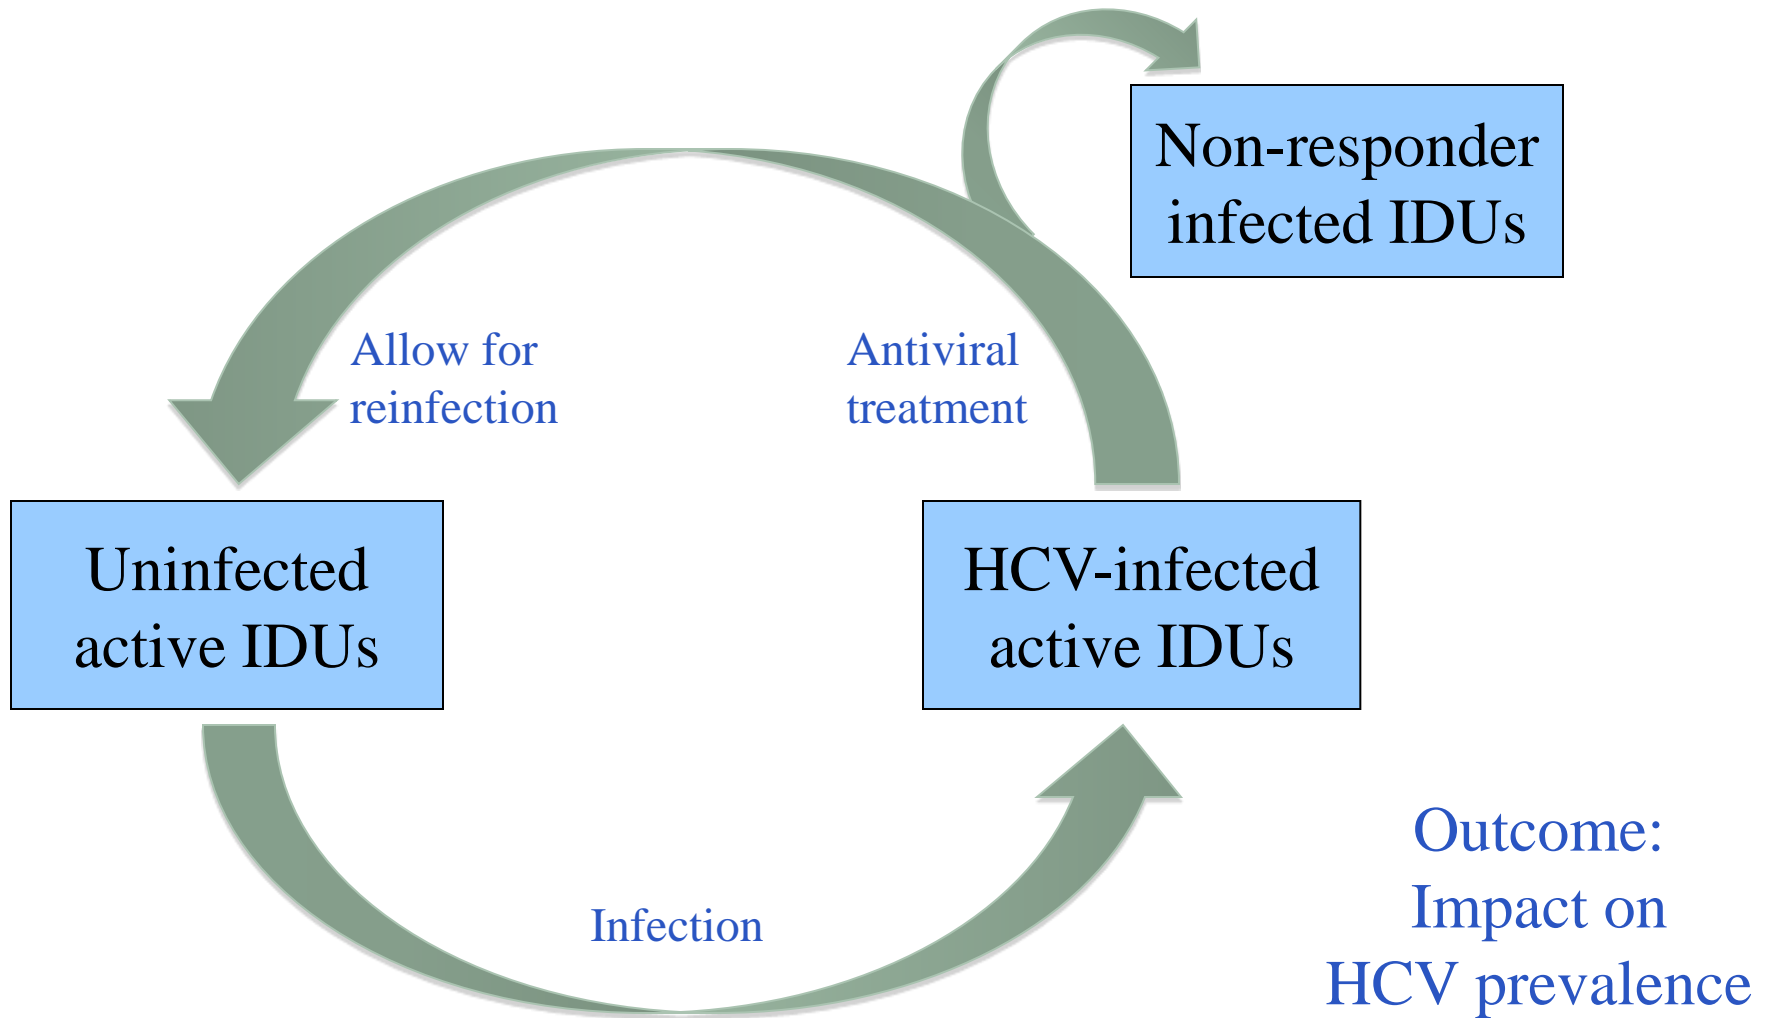 Non-responder
infected IDUs
Allow for
reinfection
Antiviral
treatment
Uninfected
active IDUs
HCV-infected
active IDUs
Infection
Outcome:
Impact on
HCV prevalence